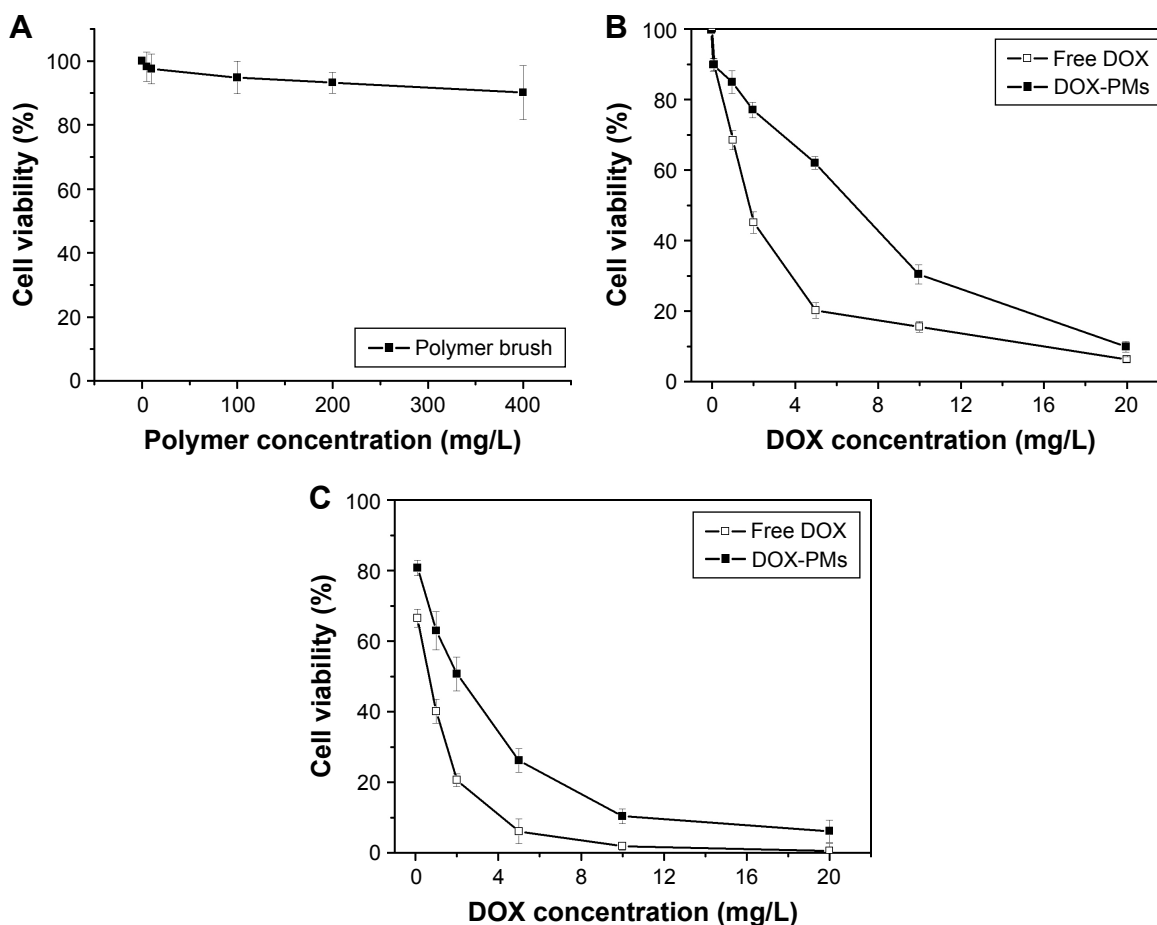 A
100
80
60
40
20
0
Cell viability (%)
Polymer brush
0 100 200 300 400
Polymer concentration (mg/L)
B
100
80
60
40
20
0
Cell viability (%)
Free DOX
DOX-PMs
0 4 8 12 16 20
DOX concentration (mg/L)
C
100
80
60
40
20
0
Cell viability (%)
Free DOX
DOX-PMs
0 4 8 12 16 20
DOX concentration (mg/L)